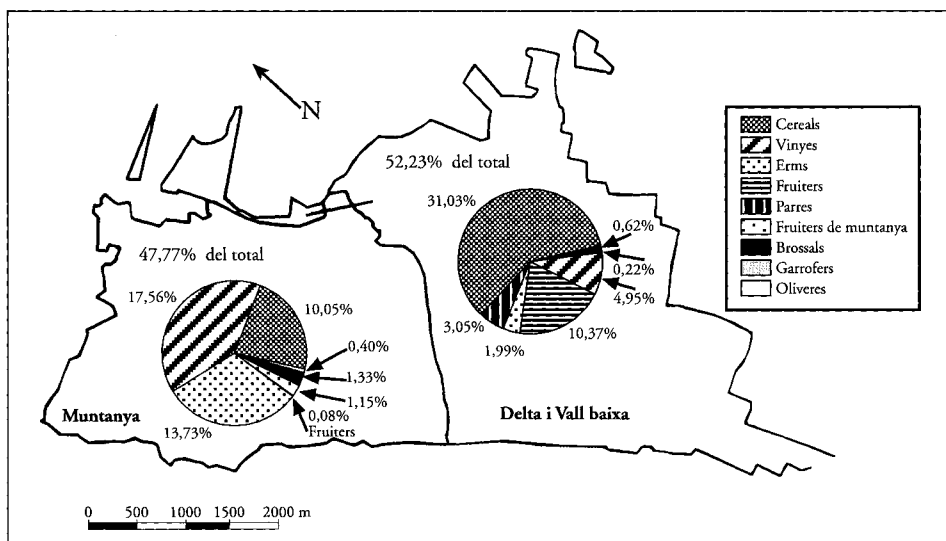 N
52,23% del total
31,03%
0,62%
0,22%
4,95%
10,37%
1,99%
3,05%
Delta i Vall baixa
47,77% del total
17,56%
10,05%
0,40%
1,33%
1,15%
0,08%
Fruiters
13,73%
Muntanya
Cereals
Vinyes
Erms
Fruiters
Parres
Fruiters de muntanya
Brossals
Garrofers
Oliveres
0 500 1000 1500 2000 m